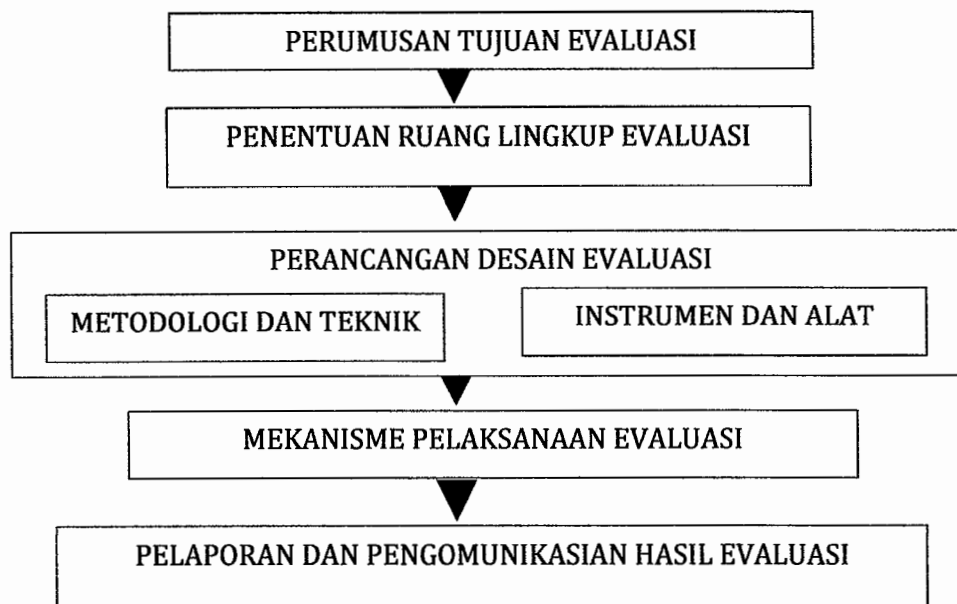 PERUMUSAN TUJUAN EVALUASI
PENENTUAN RUANG LINGKUP EVALUASI
PERANCANGAN DESAIN EVALUASI
METODOLOGI DAN TEKNIK
INSTRUMEN DAN ALAT
MEKANISME PELAKSANAAN EVALUASI
PELAPORAN DAN PENGOMUNIKASIAN HASIL EVALUASI